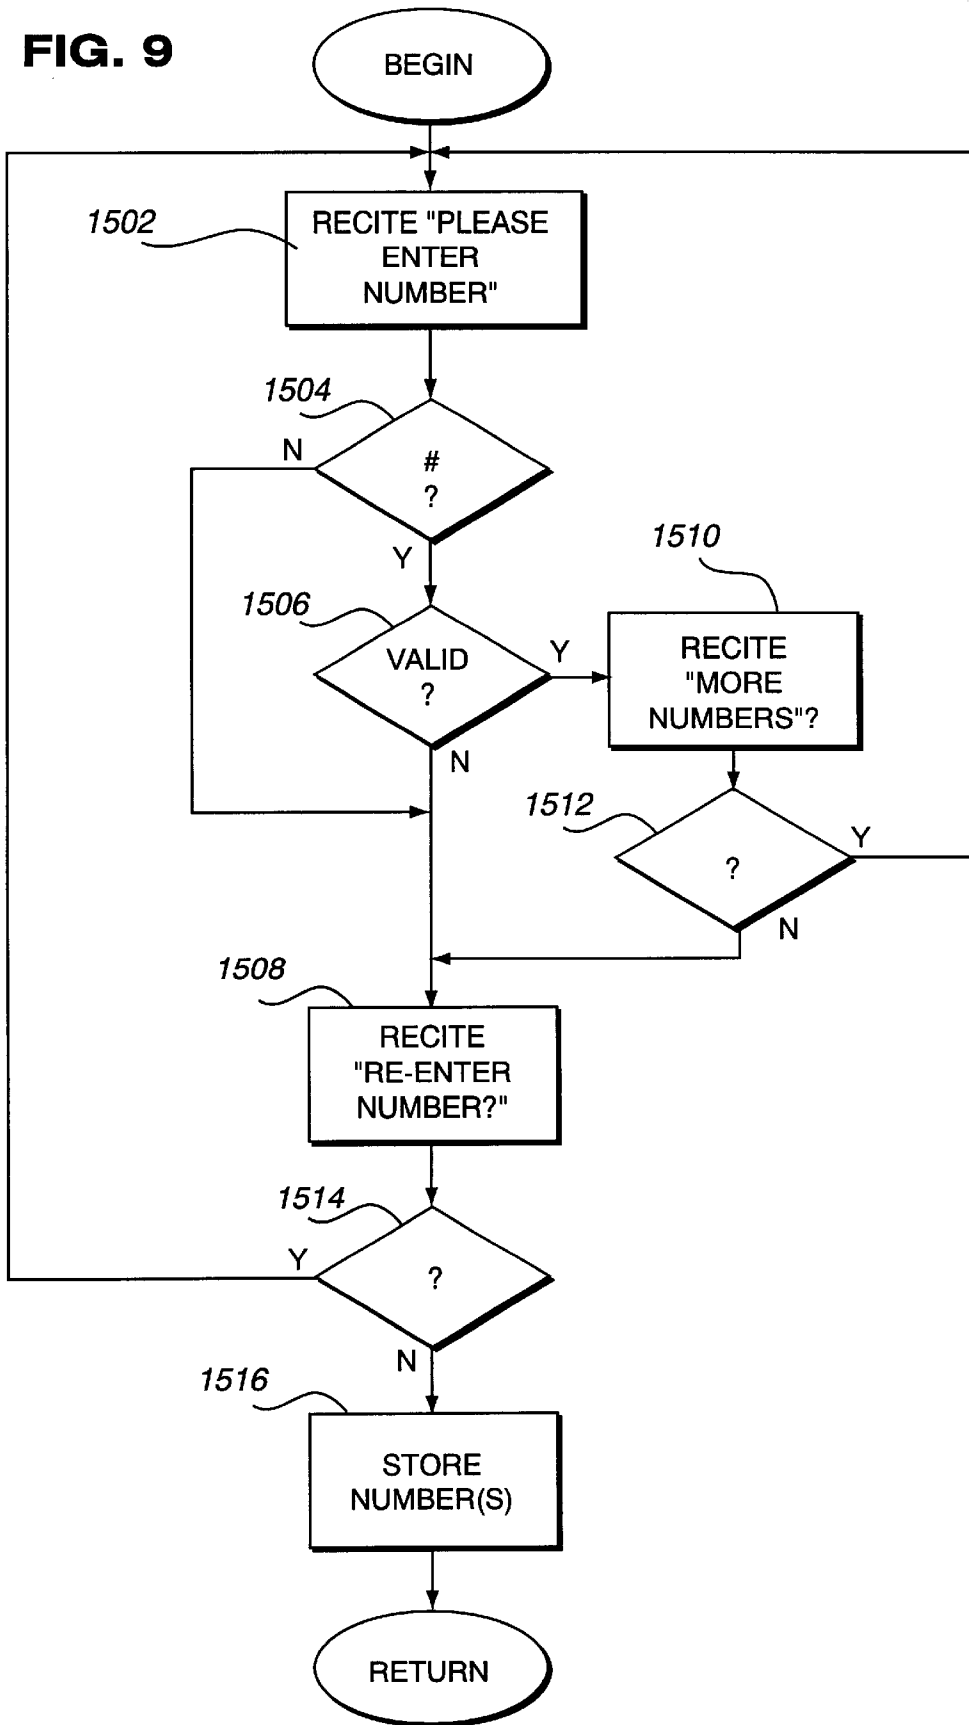 FIG. 9
BEGIN
1502
RECITE "PLEASE
ENTER
NUMBER"
1504
N
#
?
Y
1506
VALID
?
Y
N
1510
RECITE
"MORE
NUMBERS"?
1512
?
Y
N
1508
RECITE
"RE-ENTER
NUMBER?"
1514
Y
?
N
1516
STORE
NUMBER(S)
RETURN